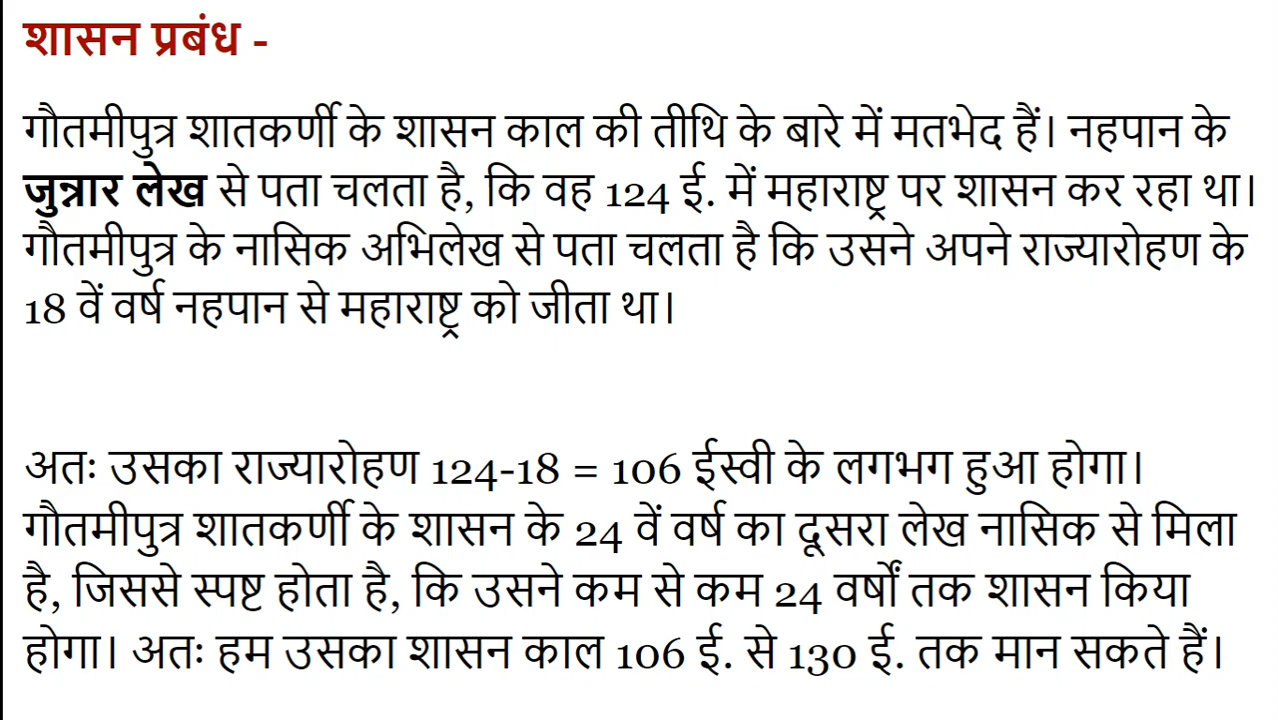 शासन प्रबंध -
गौतमीपुत्र शातकर्णी के शासन काल की तीथि के बारे में मतभेद हैं। नहपान के
जुन्नार लेख से पता चलता है, कि वह 124 ई. में महाराष्ट्र पर शासन कर रहा था।
गौतमीपुत्र के नासिक अभिलेख से पता चलता है कि उसने अपने राज्यारोहण के
18 वें वर्ष नहपान से महाराष्ट्र को जीता था।
अतः उसका राज्यारोहण 124-18 = 106 ईस्वी के लगभग हुआ होगा।
गौतमीपुत्र शातकर्णी के शासन के 24 वें वर्ष का दूसरा लेख नासिक से मिला
है, जिससे स्पष्ट होता है, कि उसने कम से कम 24 वर्षों तक शासन किया
होगा। अतः हम उसका शासन काल 106 ई. से 130 ई. तक मान सकते हैं।